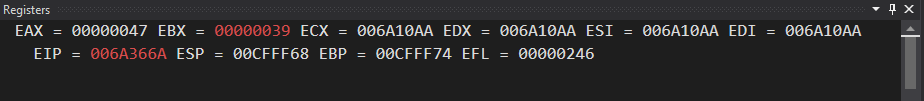 Registers
EAX = 00000047 EBX = 00000039 ECX = 006A10AA EDX = 006A10AA ESI = 006A10AA EDI = 006A10AA
EIP = 006A366A ESP = 00CFFF68 EBP = 00CFFF74 EFL = 00000246